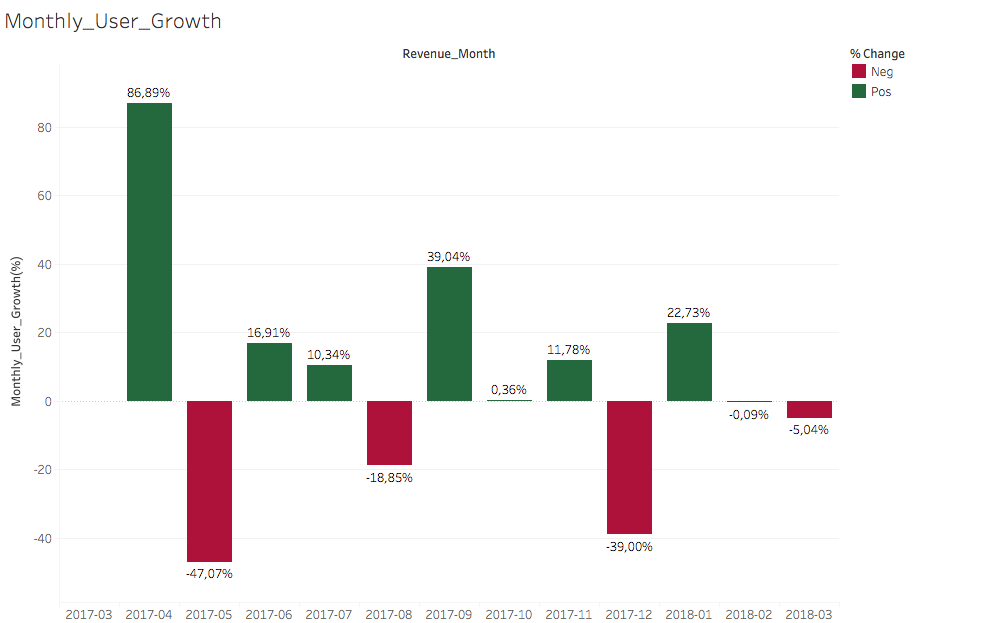 Monthly_User_Growth
Revenue_Month
% Change
Neg
Pos
Monthly_User_Growth(%)
80
60
40
20
0
-20
-40
86,89%
-47,07%
16,91%
10,34%
-18,85%
39,04%
0,36%
11,78%
-39,00%
22,73%
-0,09%
-5,04%
2017-03 2017-04 2017-05 2017-06 2017-07 2017-08 2017-09 2017-10 2017-11 2017-12 2018-01 2018-02 2018-03